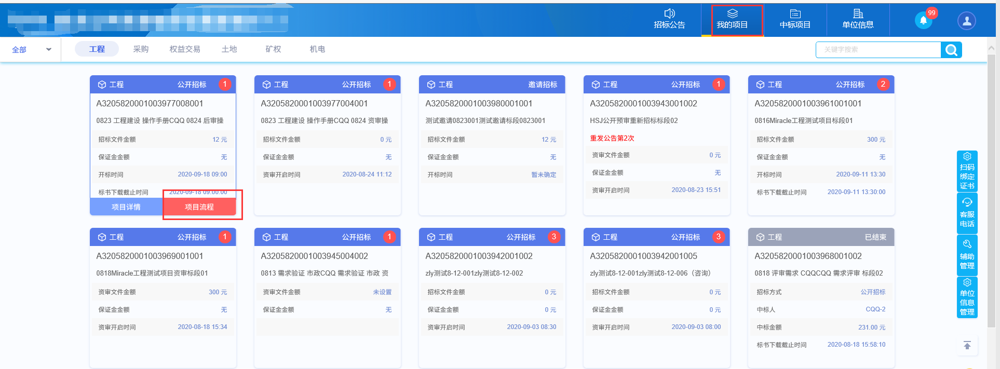 招标公告
我的项目
中标项目
单位信息
99
全部
工程
采购
权益交易
土地
矿权
机电
关键字搜索
工程 公开招标 1
A3205820001003977008001
0823 工程建设 操作手册CQQ 0824 后审操
招标文件金额 12 元
保证金金额 无
开标时间 2020-09-18 09:00
标书下载截止时间 2020-09-18 09:00:00
项目详情 项目流程
工程 公开招标 1
A3205820001003977004001
0823 工程建设 操作手册CQQ 0824 资审操
招标文件金额 0 元
保证金金额 无
资审开启时间 2020-08-24 11:12
工程 邀请招标
A3205820001003980001001
测试邀请0823001测试邀请标段0823001
招标文件金额 12 元
保证金金额 无
开标时间 暂未确定
工程 公开招标 1
A3205820001003943001002
HSJ公开预审重新招标标段02
重发公告第2次
资审文件金额 0 元
保证金金额 无
资审开启时间 2020-08-23 15:51
工程 公开招标 2
A3205820001003961001001
0816Miracle工程测试项目标段01
招标文件金额 300 元
保证金金额 无
开标时间 2020-09-11 13:30
标书下载截止时间 2020-09-11 13:30:00
工程 公开招标 1
A3205820001003969001001
0818Miracle工程测试项目资审标段01
资审文件金额 300 元
保证金金额 无
资审开启时间 2020-08-18 15:34
工程 公开招标 1
A3205820001003945004002
0813 需求验证 市政CQQ 需求验证 市政 资
资审文件金额 未设置
保证金金额 无
工程 公开招标 3
A3205820001003942001002
zly测试8-12-001zly测试8-12-002
招标文件金额 0 元
保证金金额 0 元
资审开启时间 2020-09-03 08:30
工程 公开招标 3
A3205820001003942001005
zly测试8-12-001zly测试8-12-006（咨询）
招标文件金额 0 元
保证金金额 0 元
资审开启时间 2020-09-03 08:00
工程 已结束
A3205820001003968001002
0818 评审需求 CQQCQQ 需求评审 标段02
招标方式 公开招标
中标人 CQQ-2
中标金额 231.00 元
标书下载截止时间 2020-08-18 15:58:10
扫码
绑定
证书
客服
电话
辅助
管理
单位
信息
管理